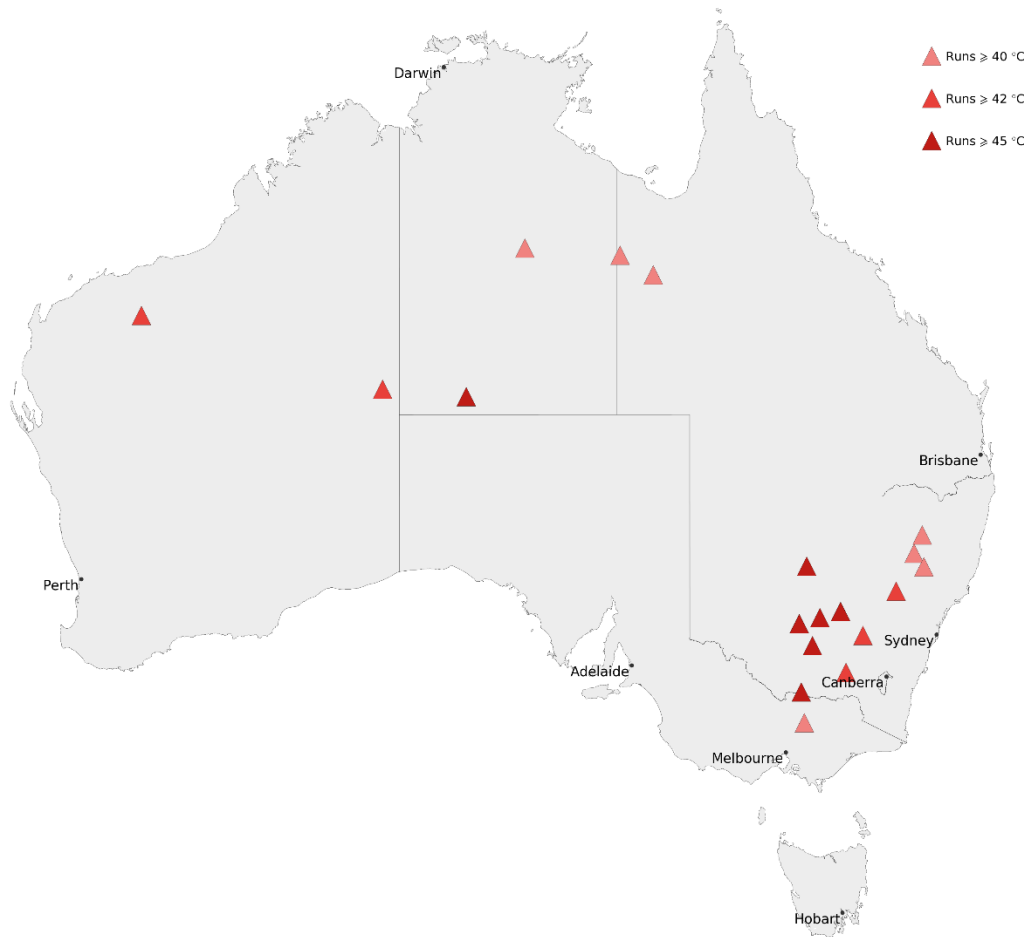 Darwin
Runs ⩾ 40 °C
Runs ⩾ 42 °C
Runs ⩾ 45 °C
Brisbane
Perth
Sydney
Adelaide
Canberra
Melbourne
Hobart